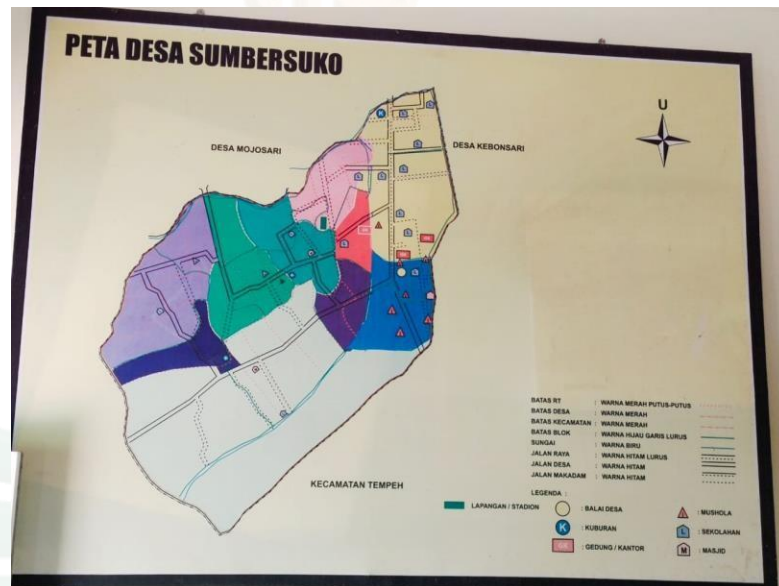 PETA DESA SUMBERSUKO
U
DESA MOJOSARI
DESA KEBONSARI
KECAMATAN TEMPEH
BATAS RT : WARNA MERAH PUTUS-PUTUS
BATAS DESA : WARNA MERAH
BATAS KECAMATAN : WARNA MERAH
BATAS BLOK : WARNA HIJAU GARIS LURUS
SUNGAI : WARNA BIRU
JALAN RAYA : WARNA HITAM LURUS
JALAN DESA : WARNA HITAM
JALAN MAKADAM : WARNA HITAM
LEGENDA :
LAPANGAN / STADION
: BALAI DESA
: MUSHOLA
K : KUBURAN
L : SEKOLAHAN
GK : GEDUNG / KANTOR
M : MASJID